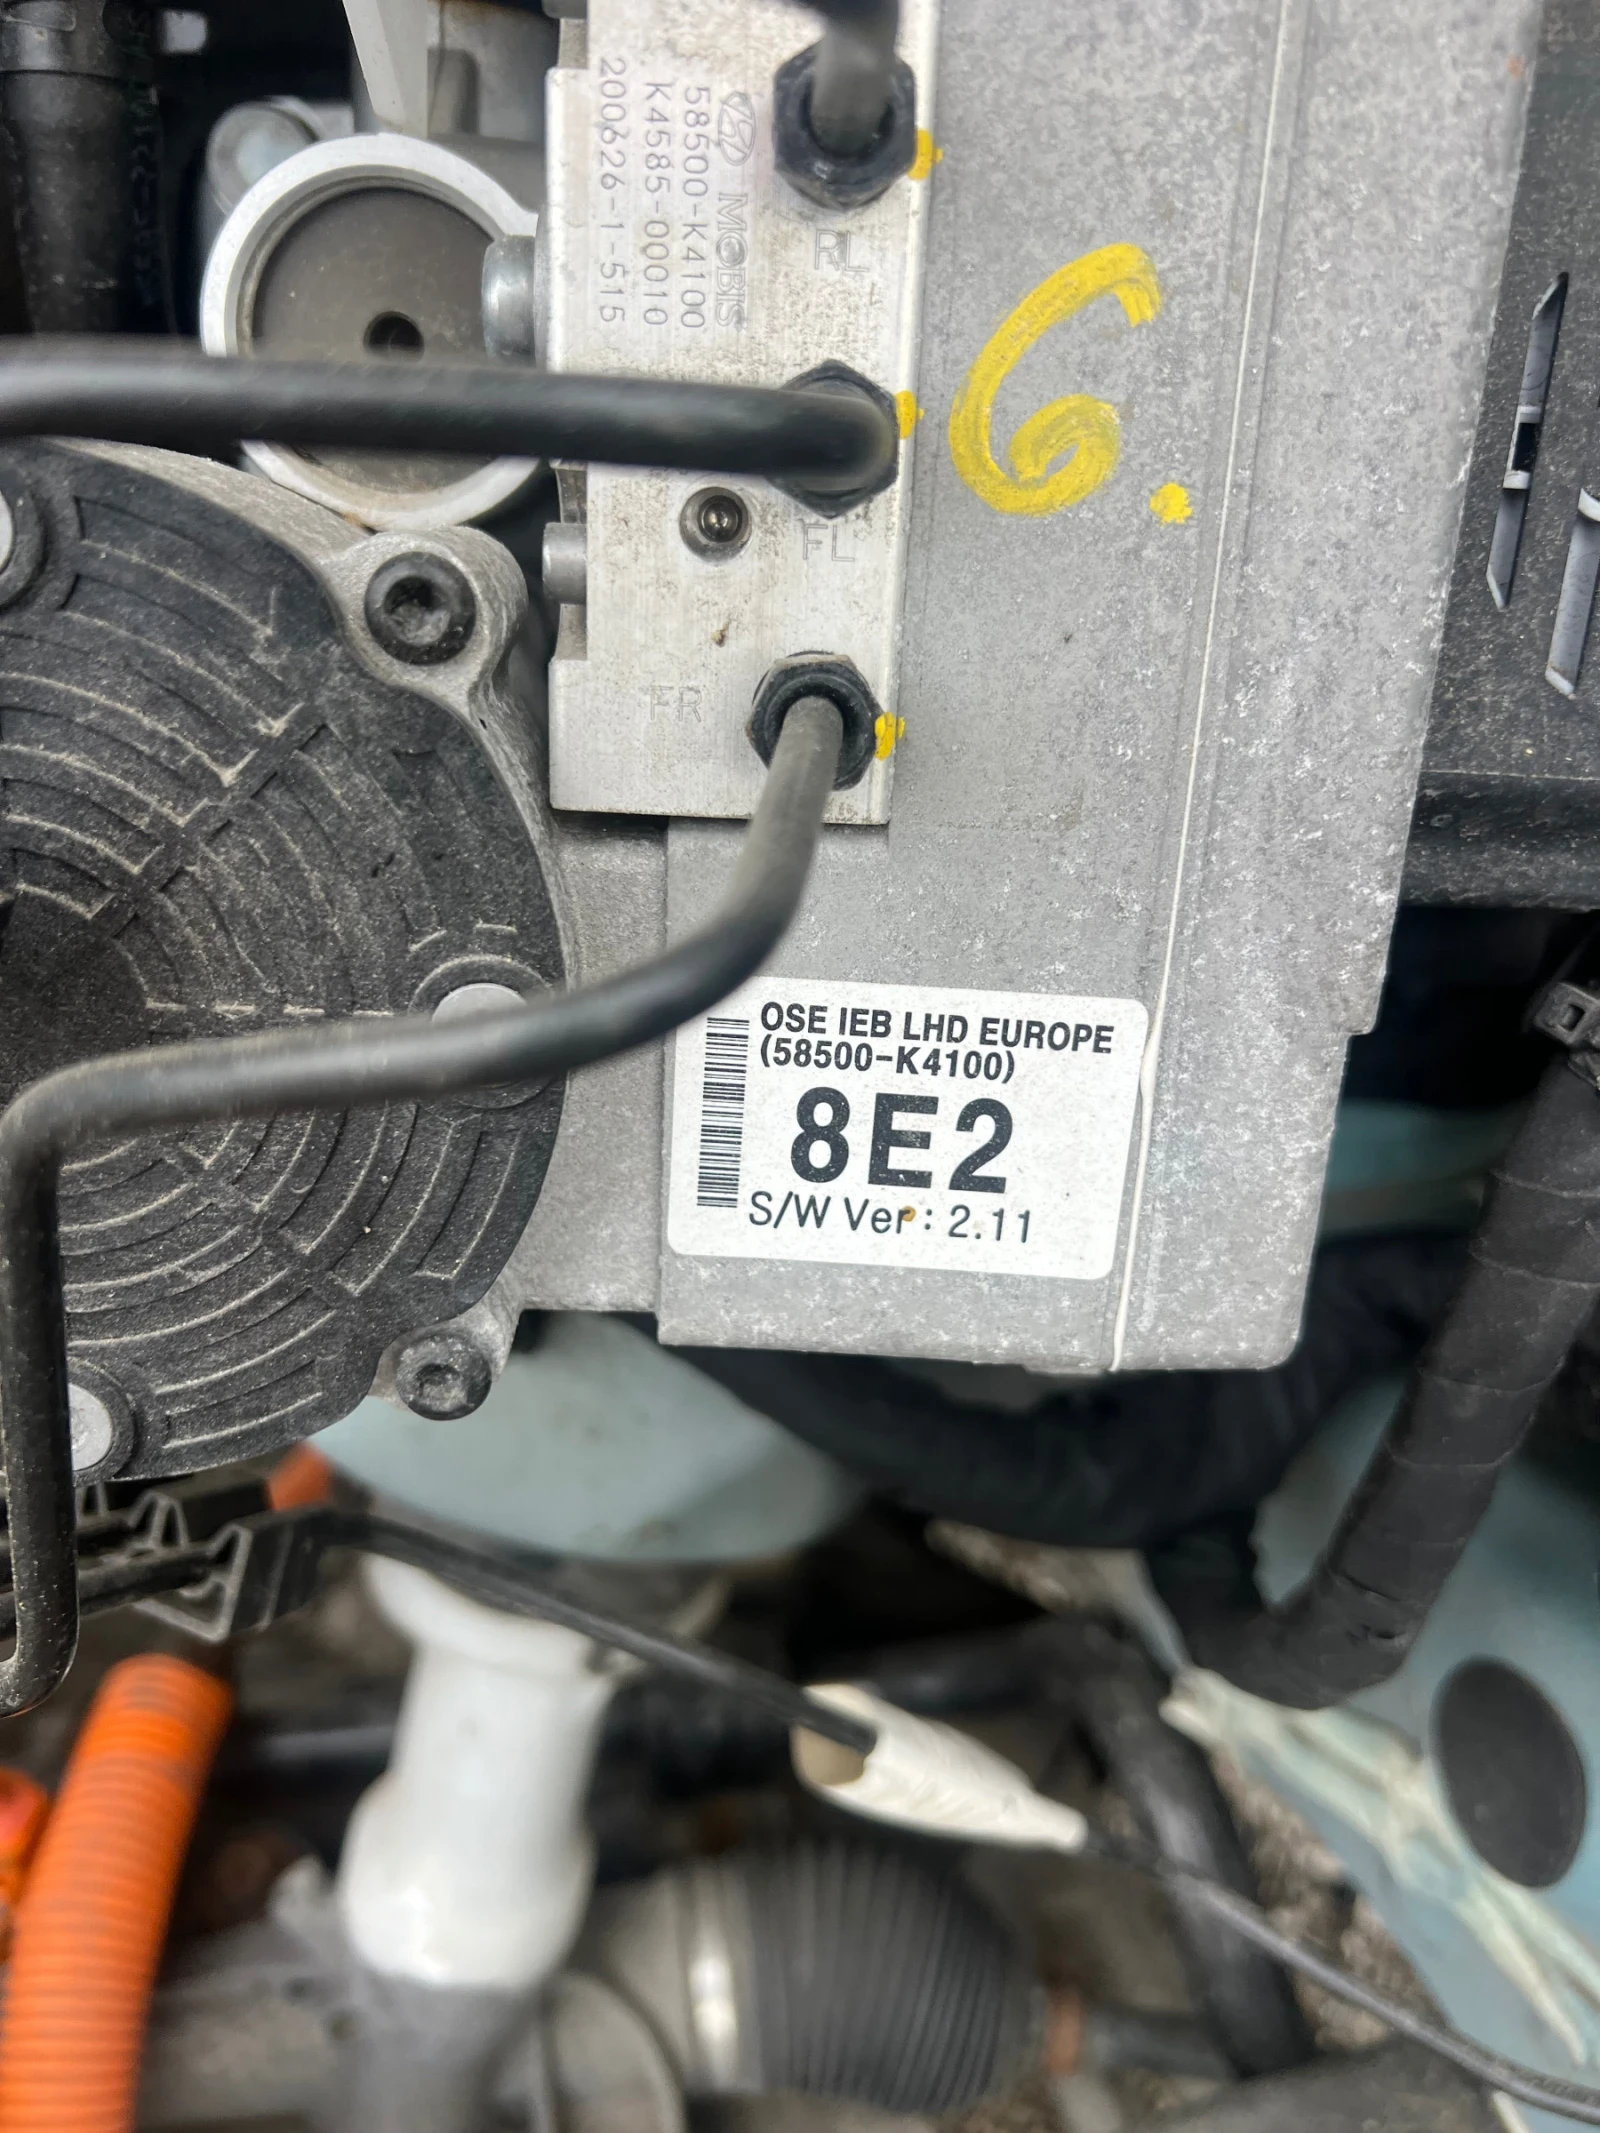 MOBIS
58500-K4100
K4585-00010
200626-1-515
RL
FL
FR
6.
OSE IEB LHD EUROPE
(58500-K4100)
8E2
S/W Ver : 2.11